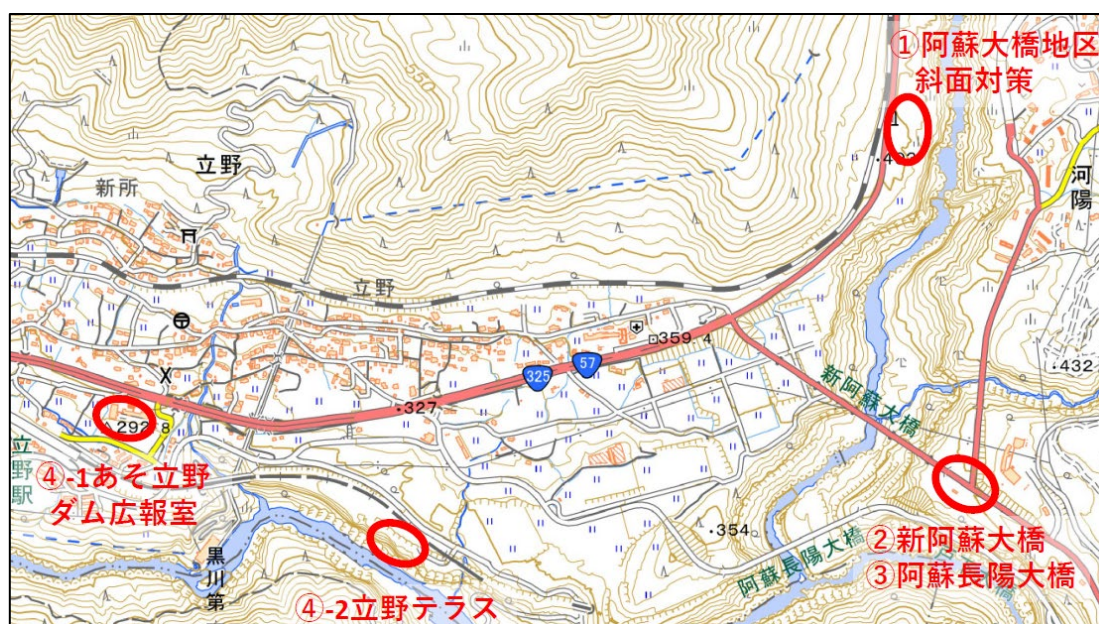 ①阿蘇大橋地区
斜面対策
550
立野
新所
河陽
立野
359.4
57
325
327
432
新阿蘇大橋
292.8
立野駅
④-1あそ立野
ダム広報室
354
②新阿蘇大橋
③阿蘇長陽大橋
阿蘇長陽大橋
黒川第
④-2立野テラス